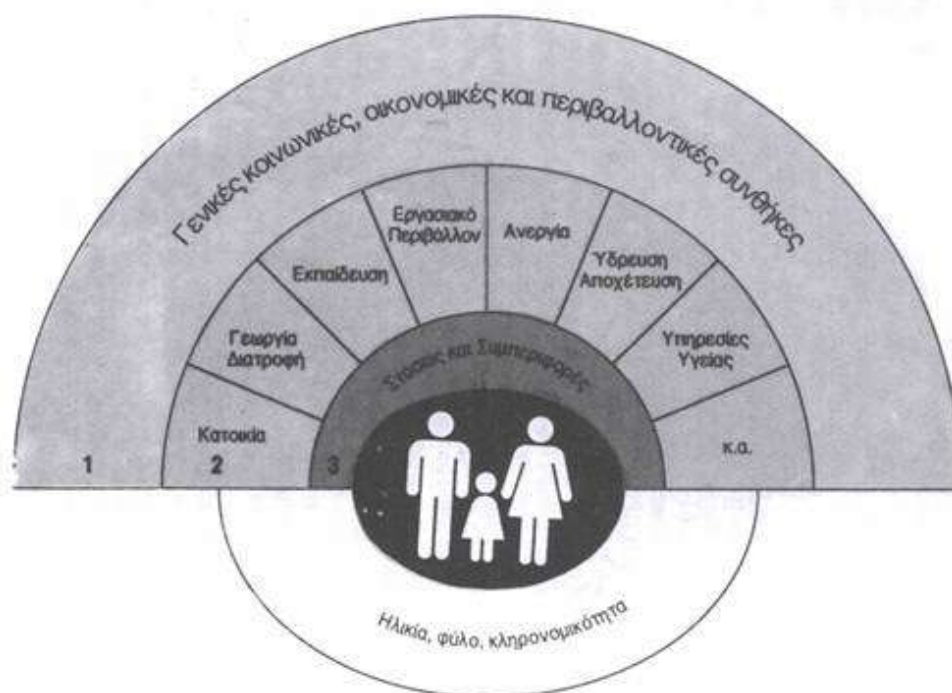 Γενικές κοινωνικές, οικονομικές και περιβαλλοντικές συνθήκες
Εργασιακό
Περιβάλλον
Ανεργία
Εκπαίδευση
Ύδρευση
Αποχέτευση
Γεωργία
Διατροφή
Υπηρεσίες
Υγείας
Στάσεις και Συμπεριφορές
Κατοικία
κ.α.
1
2
3
Ηλικία, φύλο, κληρονομικότητα